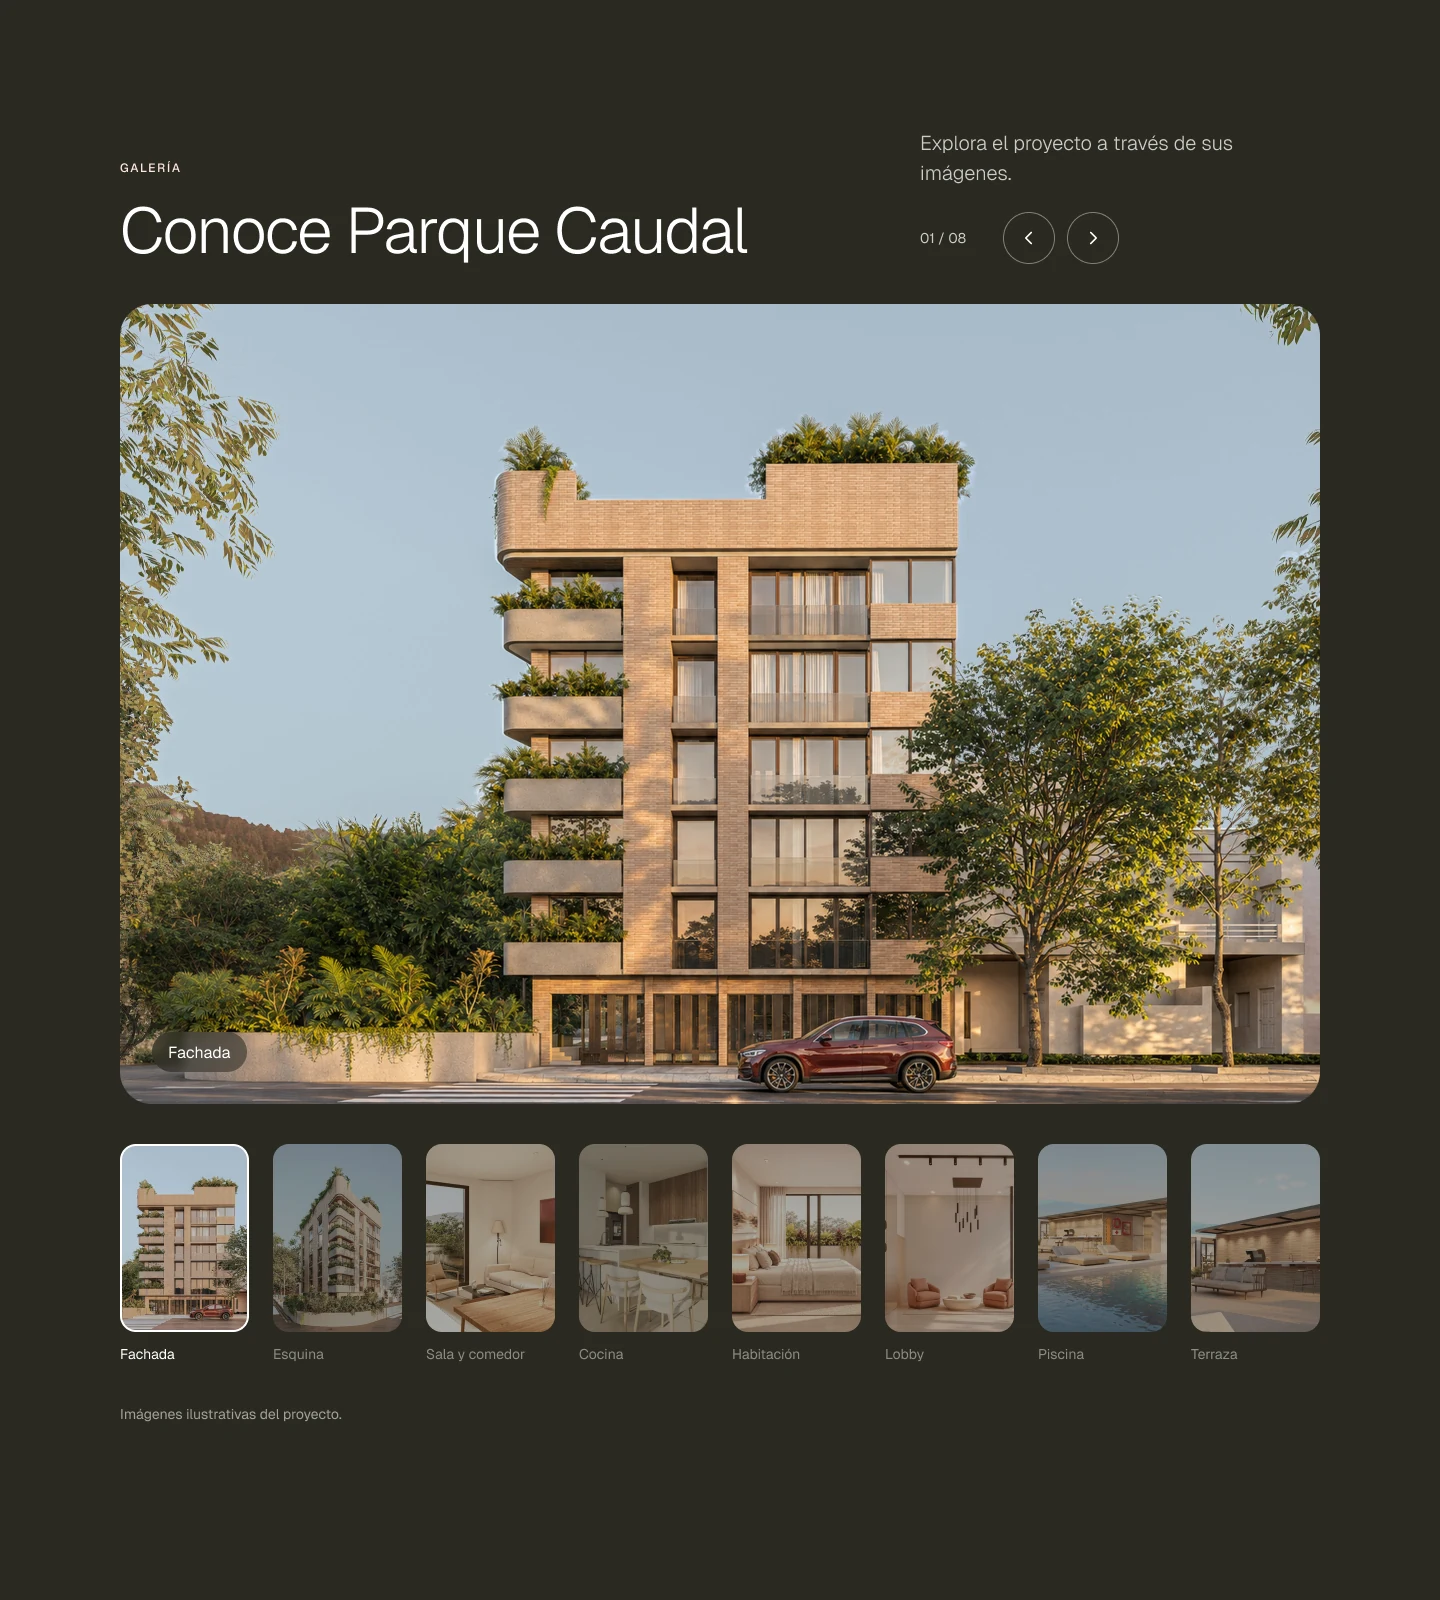 GALERÍA
Conoce Parque Caudal
Explora el proyecto a través de sus
imágenes.
01 / 08
Fachada
Fachada
Esquina
Sala y comedor
Cocina
Habitación
Lobby
Piscina
Terraza
Imágenes ilustrativas del proyecto.